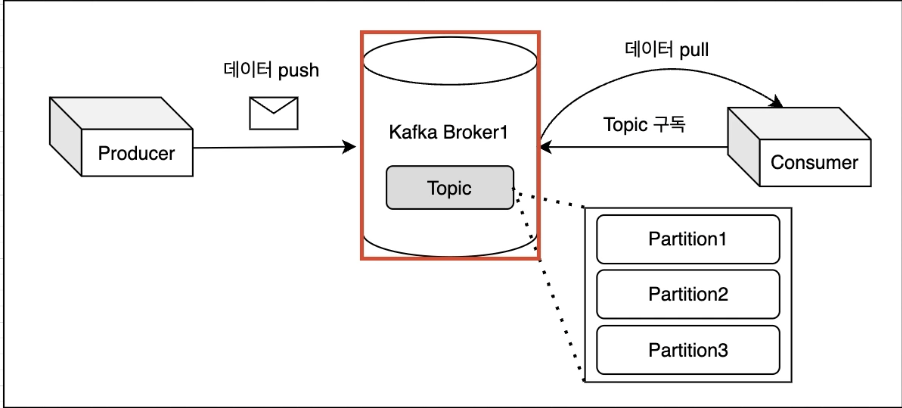 데이터 push
Producer
Kafka Broker1
Topic
데이터 pull
Topic 구독
Consumer
Partition1
Partition2
Partition3